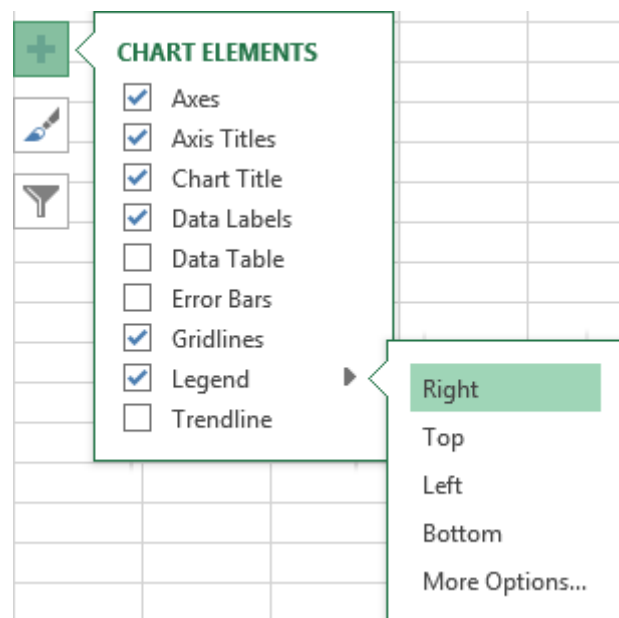 CHART ELEMENTS
Axes
Axis Titles
Chart Title
Data Labels
Data Table
Error Bars
Gridlines
Legend
Trendline
Right
Top
Left
Bottom
More Options...